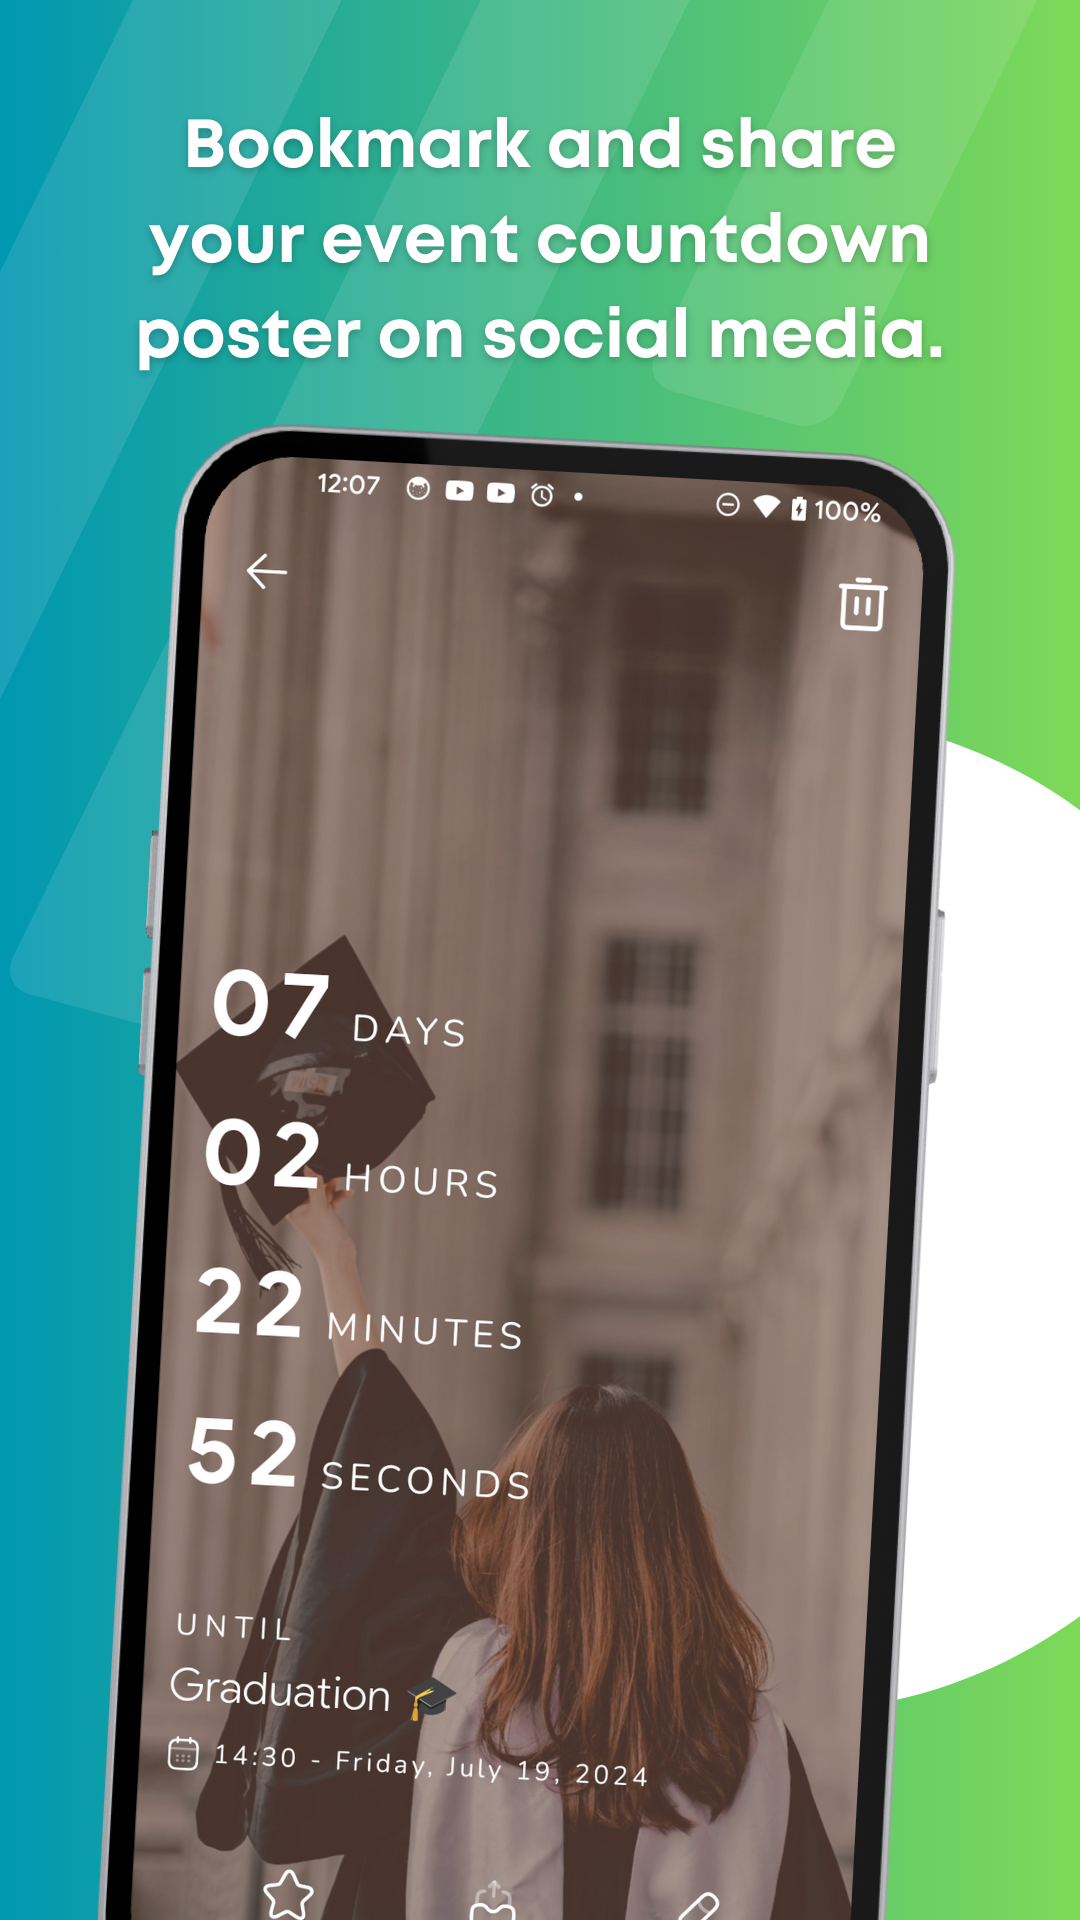 Bookmark and share
your event countdown
poster on social media.
12:07 100%
07 DAYS
02 HOURS
22 MINUTES
52 SECONDS
UNTIL
Graduation 🎓
14:30 - Friday, July 19, 2024